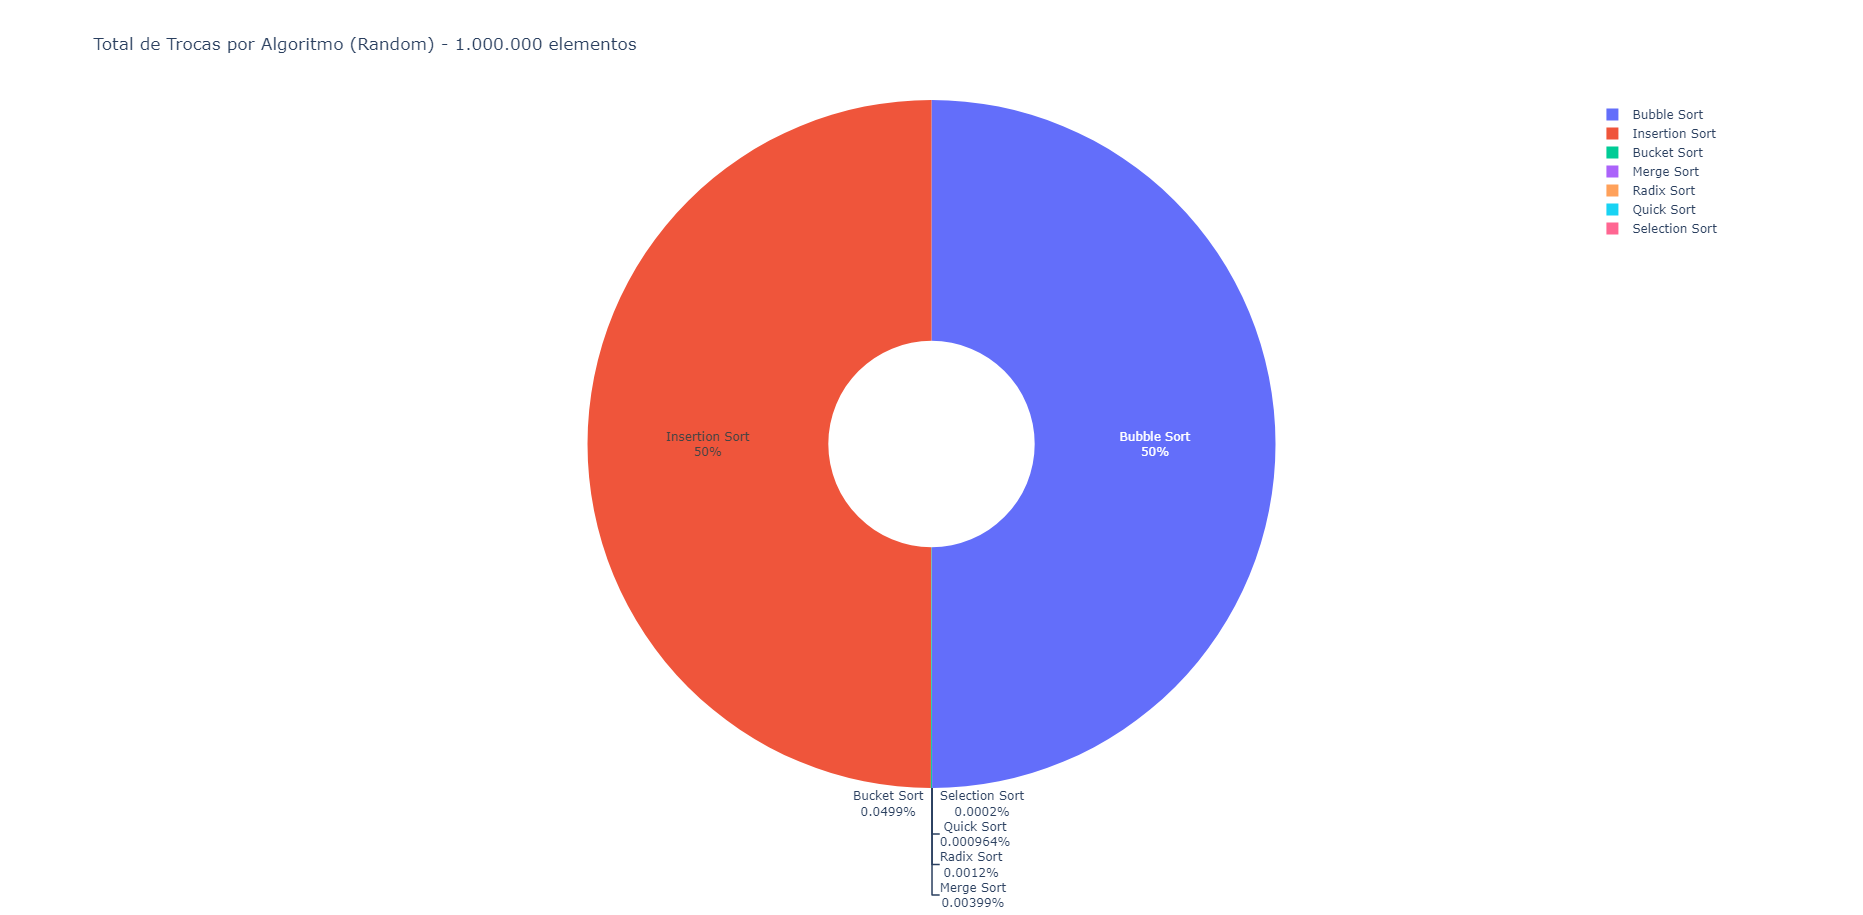 Total de Trocas por Algoritmo (Random) - 1.000.000 elementos
Bubble Sort
Insertion Sort
Bucket Sort
Merge Sort
Radix Sort
Quick Sort
Selection Sort
Insertion Sort
50%
Bubble Sort
50%
Bucket Sort
0.0499%
Selection Sort
0.0002%
Quick Sort
0.000964%
Radix Sort
0.0012%
Merge Sort
0.00399%